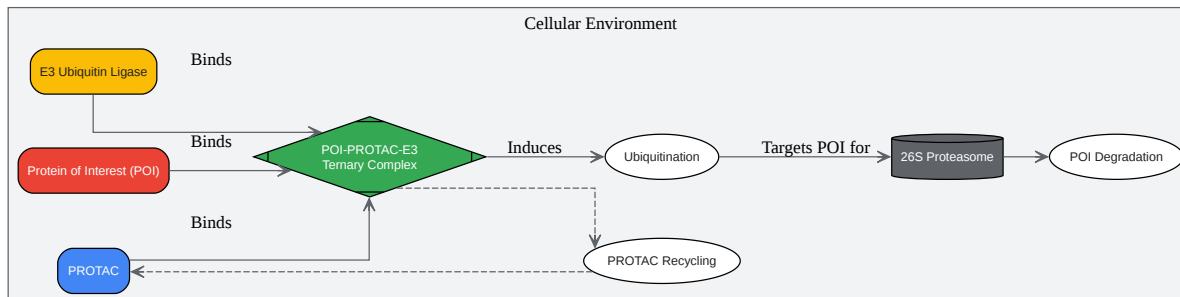 Cellular Environment
Binds
E3 Ubiquitin Ligase
Binds
Protein of Interest (POI)
POI-PROTAC-E3
Ternary Complex
Induces
Ubiquitination
Targets POI for
26S Proteasome
POI Degradation
Binds
PROTAC
PROTAC Recycling